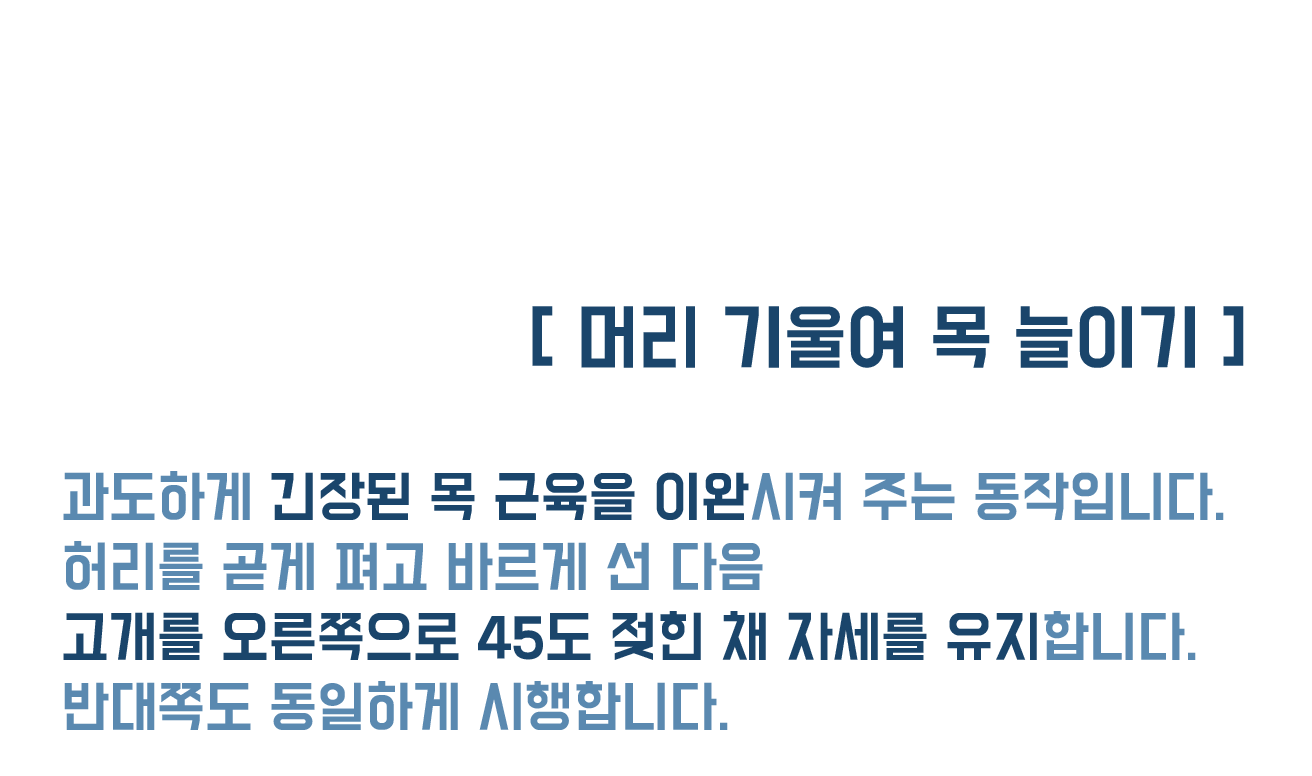 [ 머리 기울여 목 늘이기 ]
과도하게 긴장된 목 근육을 이완시켜 주는 동작입니다.
허리를 곧게 펴고 바르게 선 다음
고개를 오른쪽으로 45도 젖힌 채 자세를 유지합니다.
반대쪽도 동일하게 시행합니다.